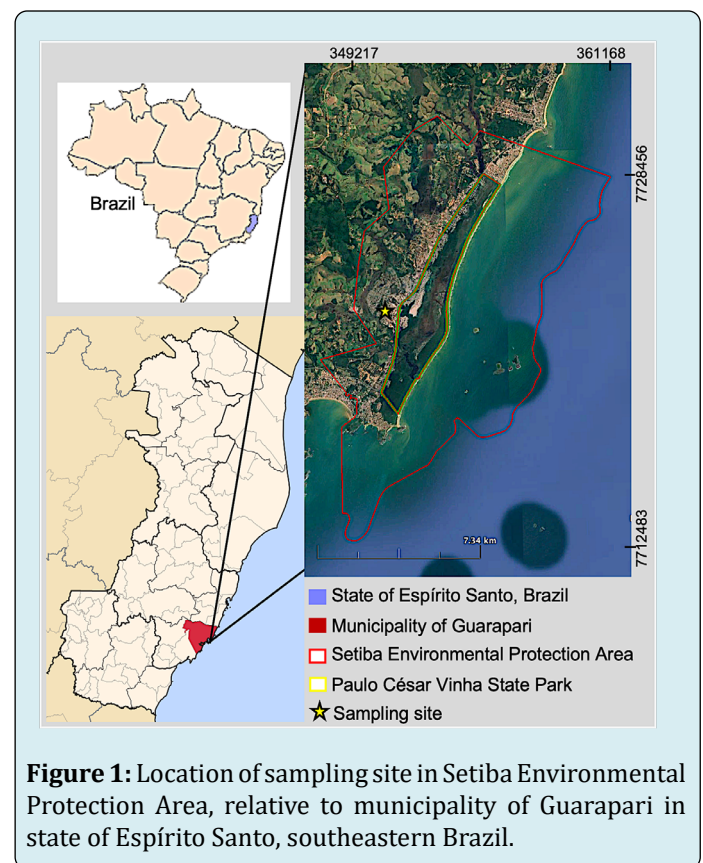 349217
361168
Brazil
7728456
7712483
7.34 km
State of Espírito Santo, Brazil
Municipality of Guarapari
Setiba Environmental Protection Area
Paulo César Vinha State Park
Sampling site
Figure 1: Location of sampling site in Setiba Environmental
Protection Area, relative to municipality of Guarapari in
state of Espírito Santo, southeastern Brazil.